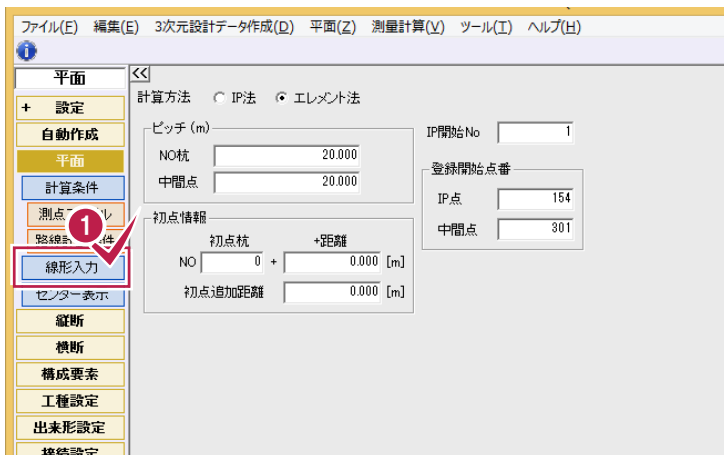 ファイル(F) 編集(E) 3次元設計データ作成(D) 平面(Z) 測量計算(V) ツール(T) ヘルプ(H)
平面
<<
+ 設定
自動作成
平面
計算条件
測点
線形入力
センター表示
縦断
横断
構成要素
工種設定
出来形設定
接続設定
1
計算方法 IP法 エレメント法
ピッチ (m)
NO杭 20.000
中間点 20.000
初点情報
初点杭 +距離
NO 0 + 0.000 [m]
初点追加距離 0.000 [m]
IP開始No 1
登録開始点番
IP点 154
中間点 301